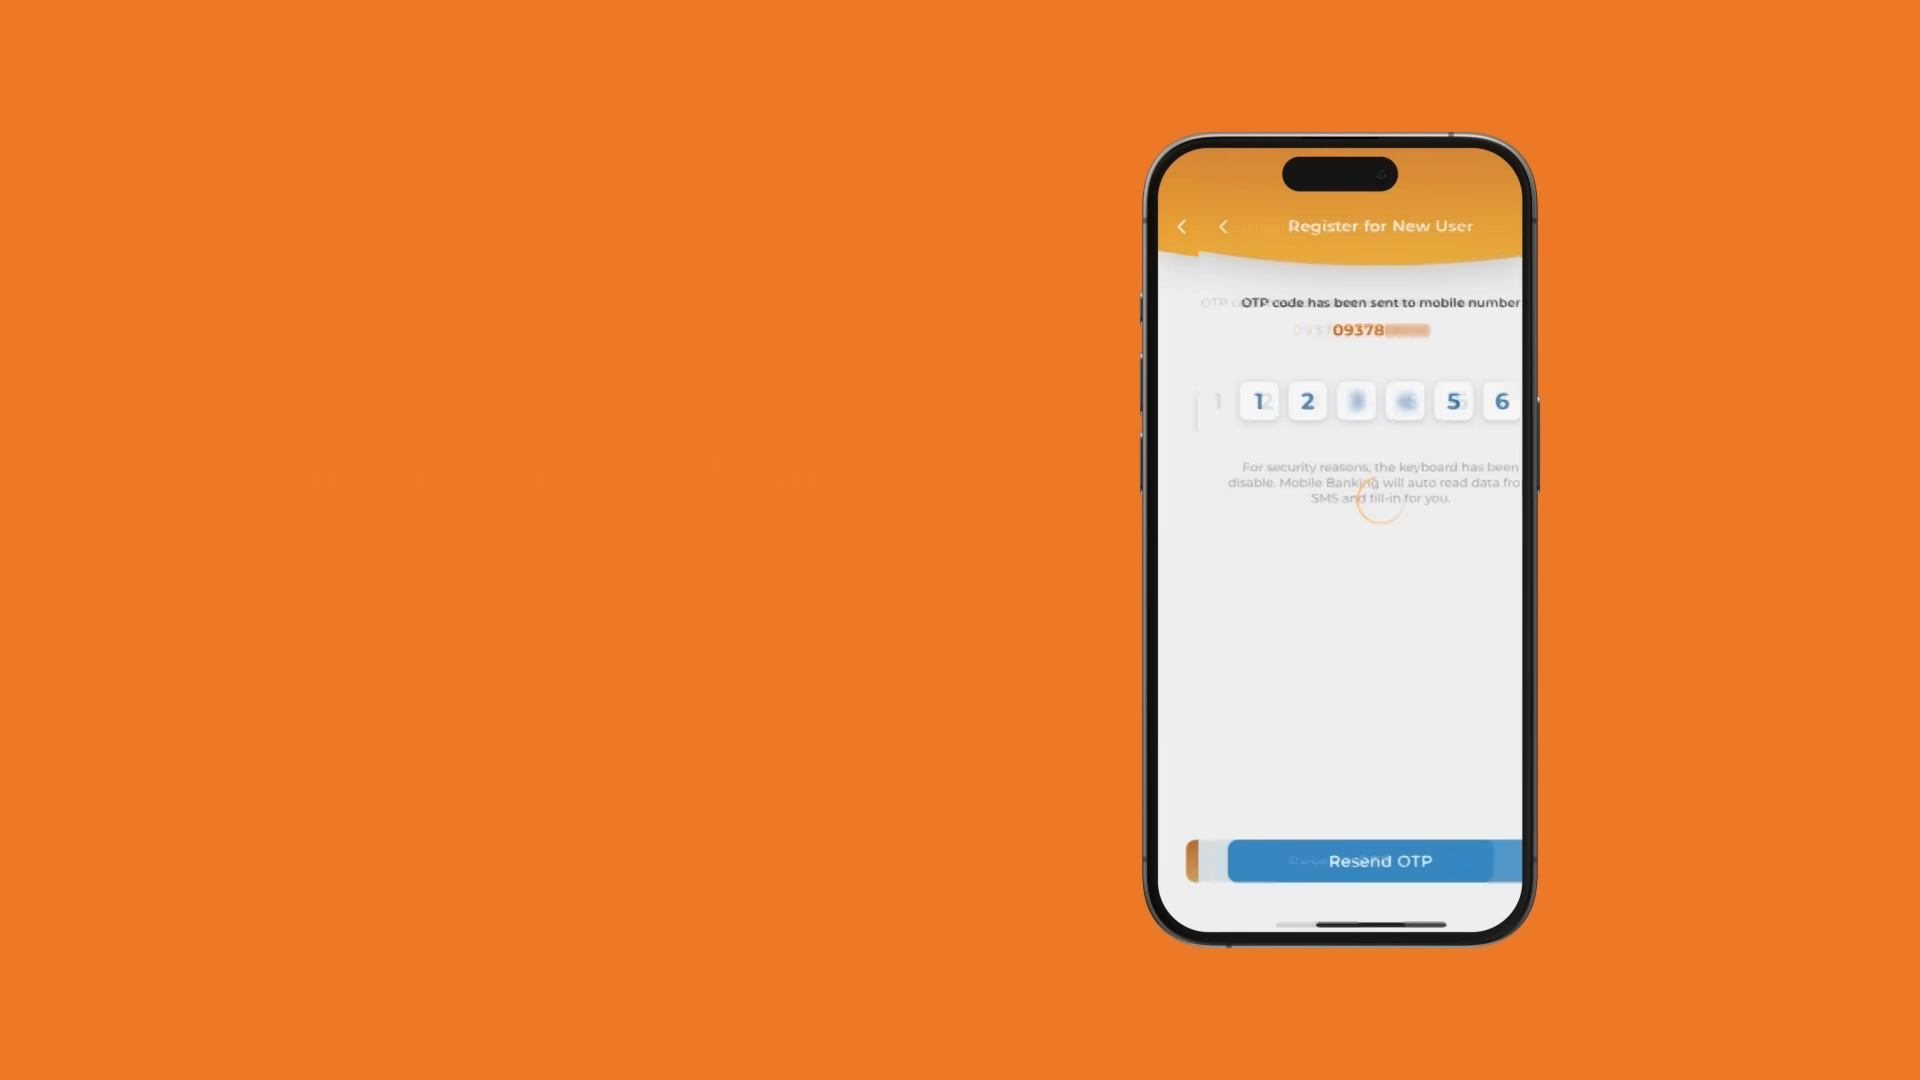 Register for New User
OTP code has been sent to mobile number
09378
1 2 5 6
For security reasons, the keyboard has been
disable. Mobile Banking will auto read data fro
SMS and fill-in for you.
Resend OTP